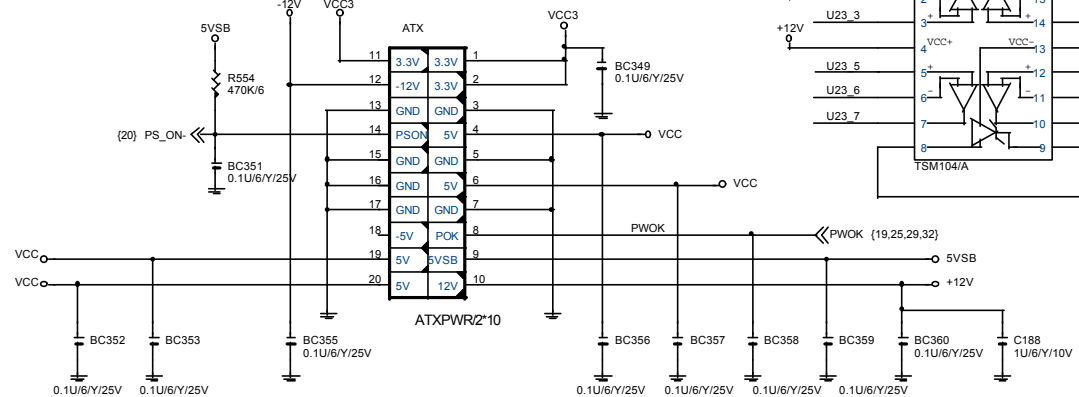 -12V
VCC3
5VSB
ATX
VCC3
+12V
U23_3
3
+
14
4
VCC+
VCC-
13
U23_5
5
+
+
12
U23_6
6
-
-
11
U23_7
7
10
8
9
TSM104/A
R554
470K/6
{20} PS_ON-
BC351
0.1U/6/Y/25V
11
3.3V
3.3V
1
12
-12V
3.3V
2
13
GND
GND
3
14
PSON
5V
4
VCC
15
GND
GND
5
16
GND
5V
6
VCC
17
GND
GND
7
18
-5V
POK
8
PWOK
PWOK {19,25,29,32}
VCC
19
5V
5VSB
9
5VSB
VCC
20
5V
12V
10
+12V
BC349
0.1U/6/Y/25V
ATXPWR/2*10
BC352
BC353
BC355
0.1U/6/Y/25V
BC356
BC357
BC358
BC359
BC360
0.1U/6/Y/25V
C188
1U/6/Y/10V
0.1U/6/Y/25V
0.1U/6/Y/25V
0.1U/6/Y/25V
0.1U/6/Y/25V
0.1U/6/Y/25V
0.1U/6/Y/25V